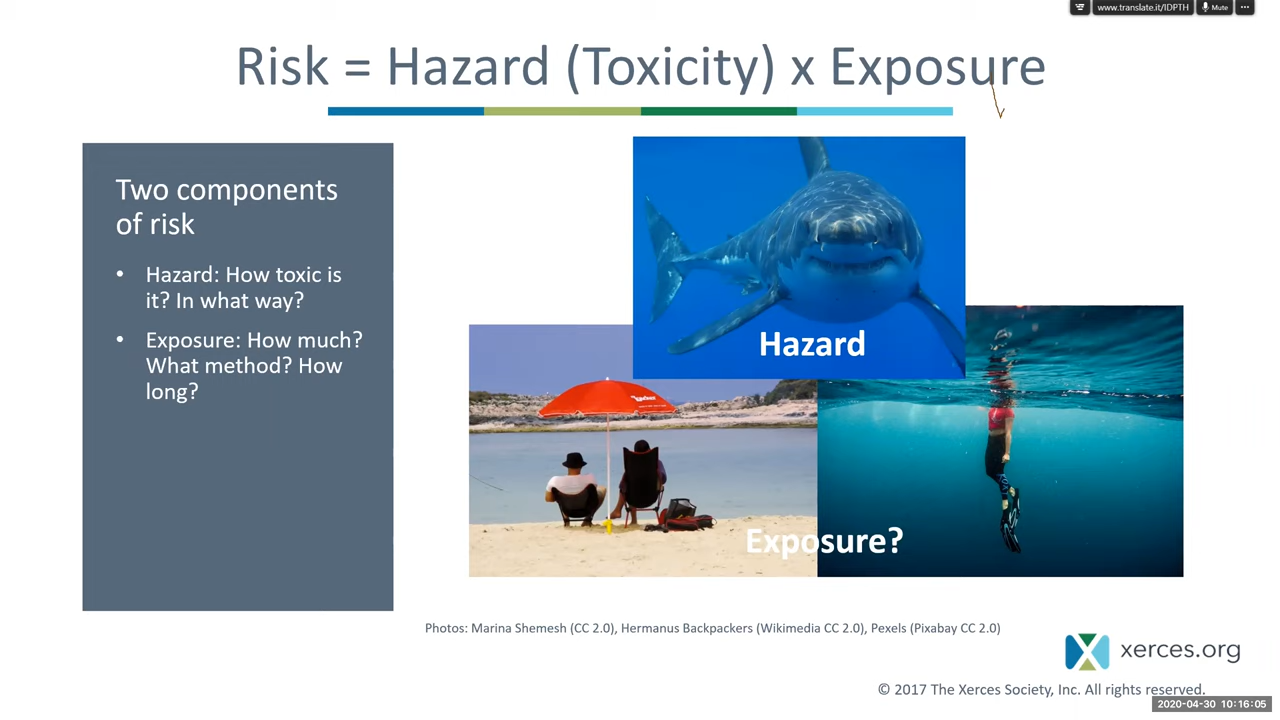 www.translate.it/IDPTH
Mute
Risk = Hazard (Toxicity) x Exposure
Two components
of risk
• Hazard: How toxic is
it? In what way?
• Exposure: How much?
What method? How
long?
Hazard
Exposure?
Photos: Marina Shemesh (CC 2.0), Hermanus Backpackers (Wikimedia CC 2.0), Pexels (Pixabay CC 2.0)
xerces.org
© 2017 The Xerces Society, Inc. All rights reserved.
2020-04-30 10:16:05